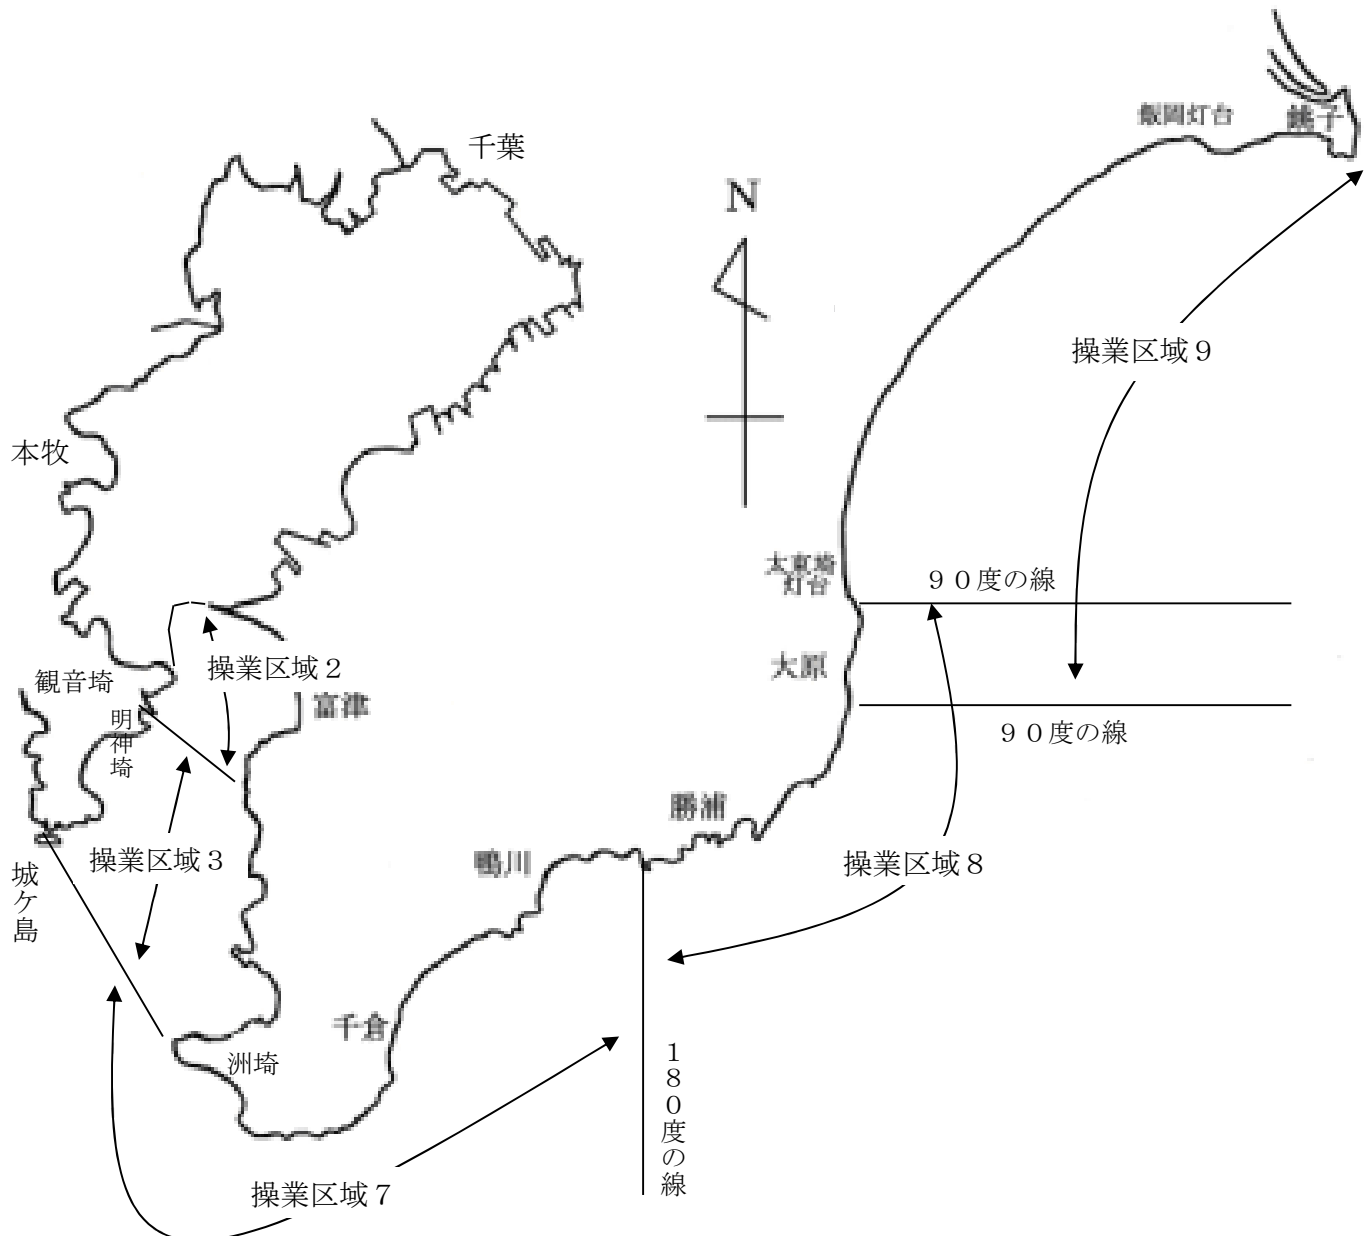 銚子
飯岡灯台
千葉
N
操業区域９
本牧
太東埼
灯台
９０度の線
操業区域２
大原
観音埼
富津
明神埼
９０度の線
勝浦
操業区域３
鴨川
操業区域８
城ケ島
千倉
洲埼
１８０度の線
操業区域７